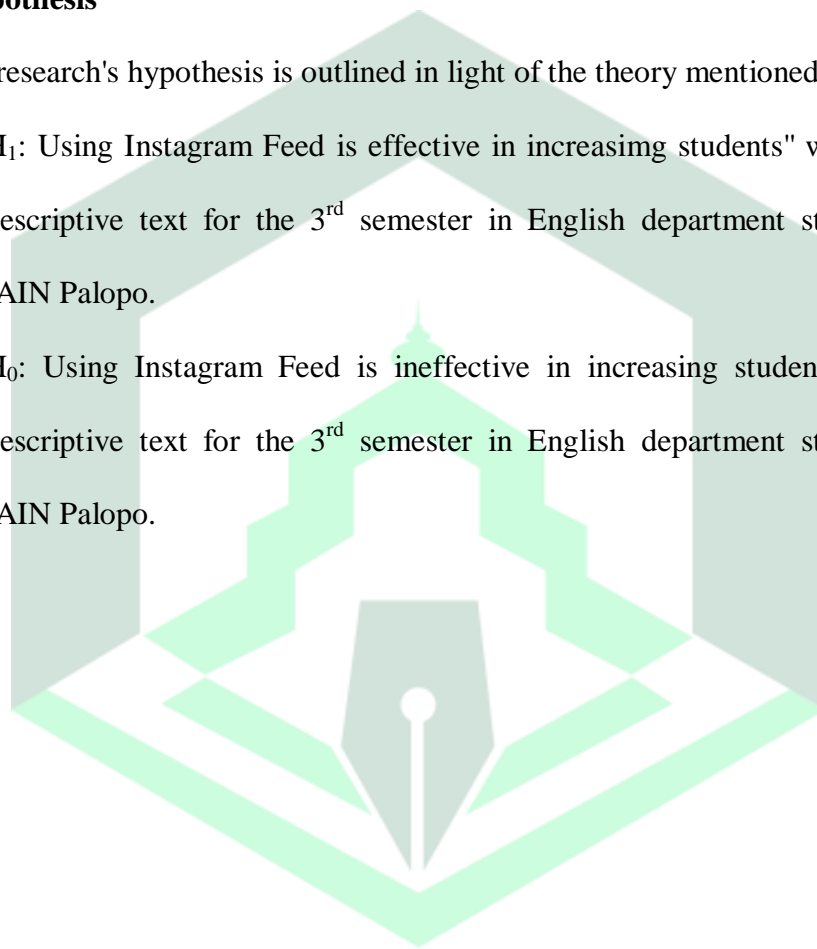 pothesis
research's hypothesis is outlined in light of the theory mentioned
H₁: Using Instagram Feed is effective in increasimg students" w
escriptive text for the 3rd semester in English department st
AIN Palopo.
H₀: Using Instagram Feed is ineffective in increasing studen
escriptive text for the 3rd semester in English department st
AIN Palopo.